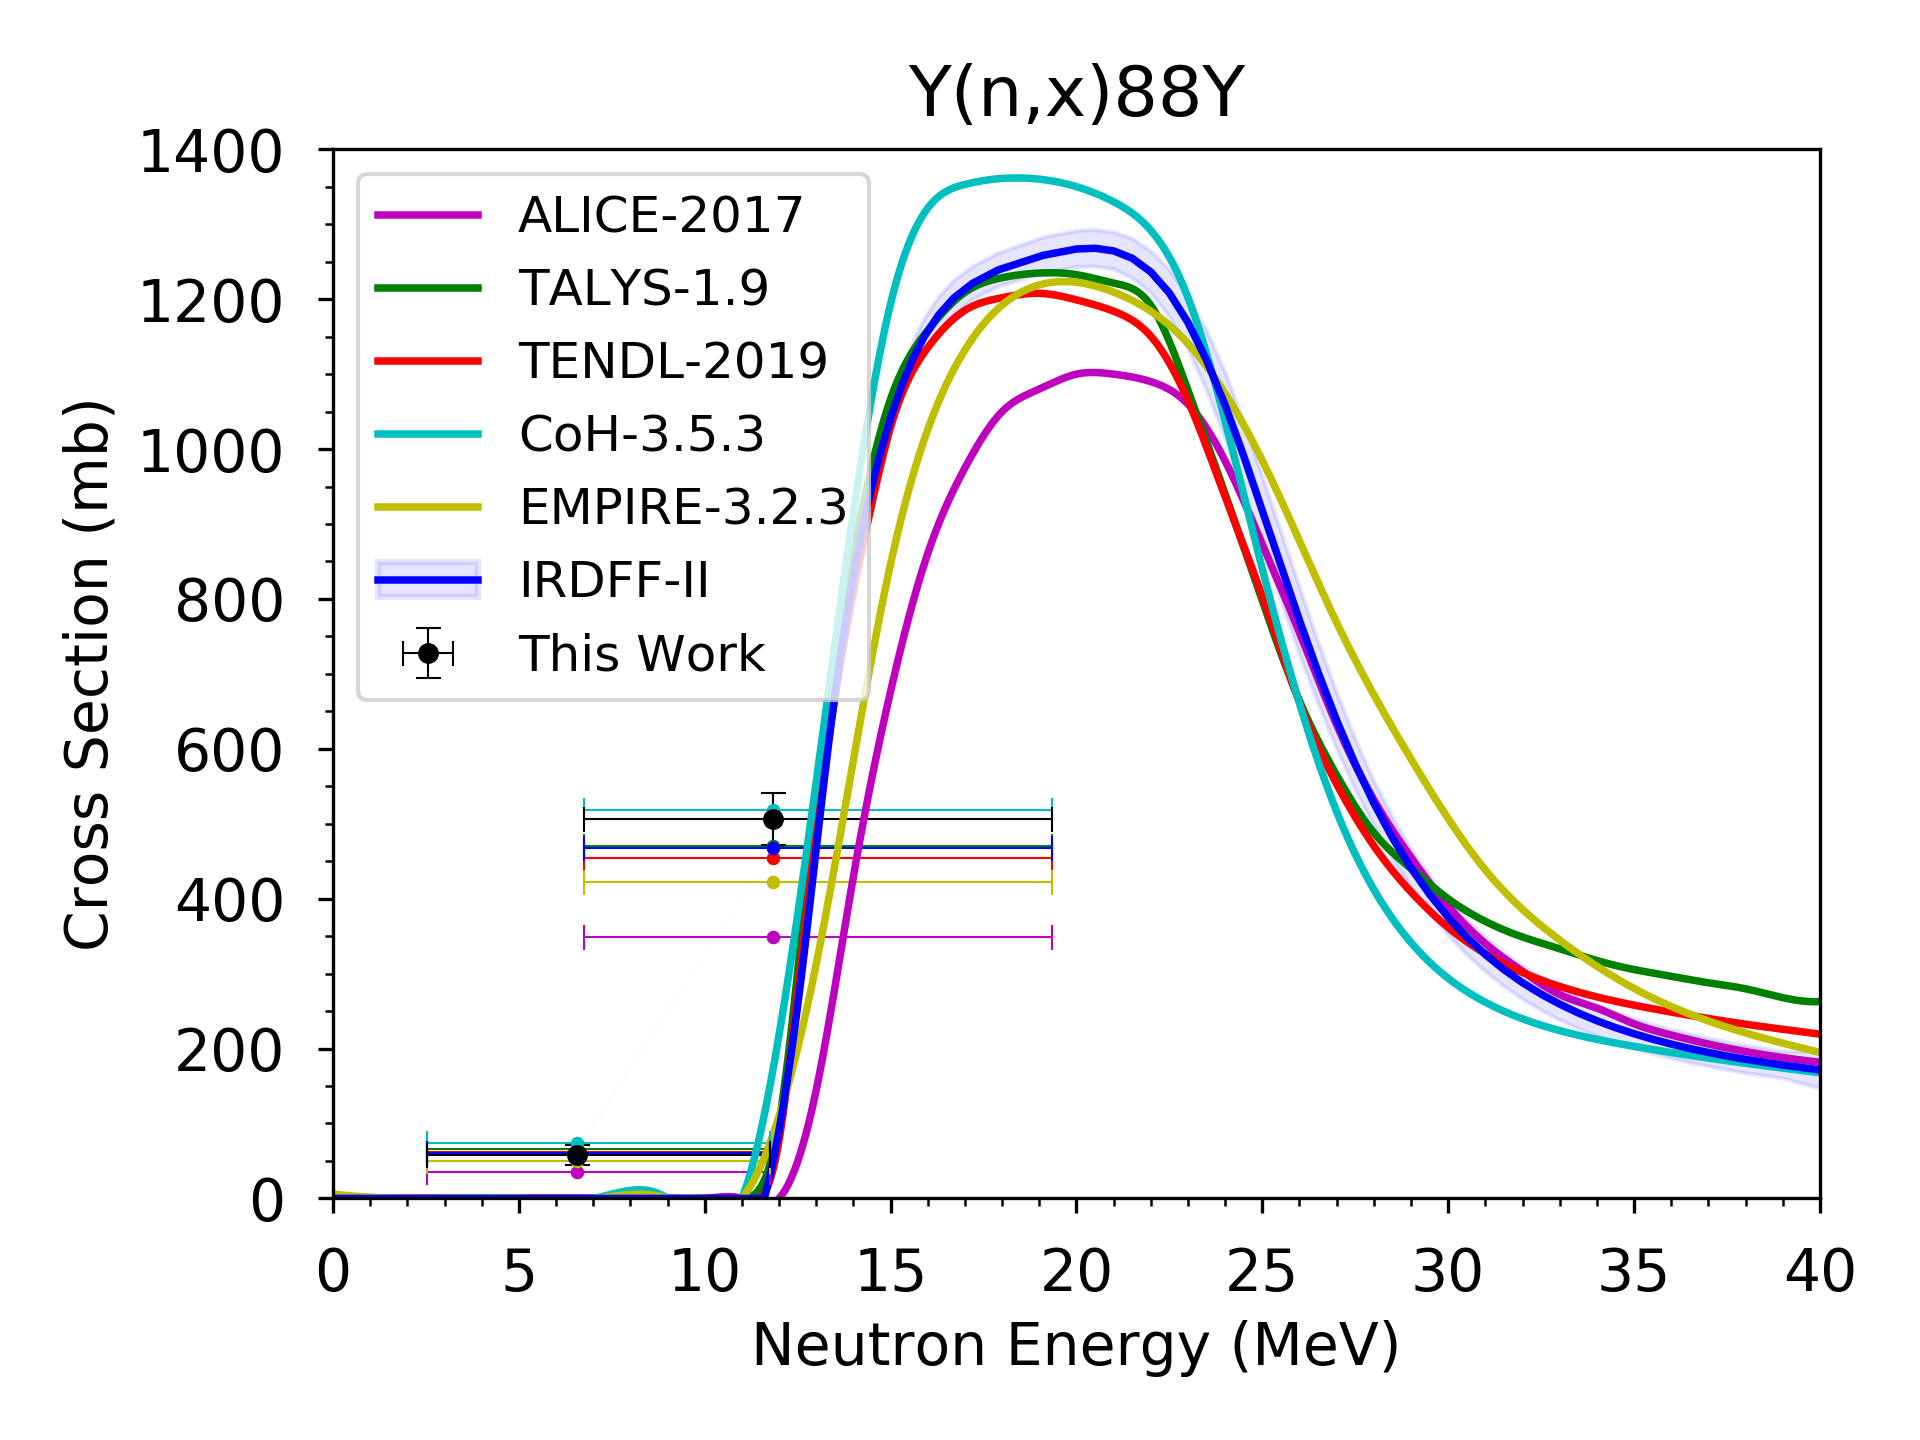 Y(n,x)88Y
1400
1200
1000
800
600
400
200
0
Cross Section (mb)
ALICE-2017
TALYS-1.9
TENDL-2019
CoH-3.5.3
EMPIRE-3.2.3
IRDFF-II
This Work
0 5 10 15 20 25 30 35 40
Neutron Energy (MeV)